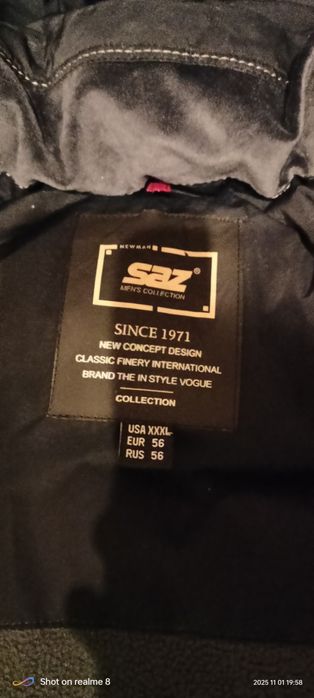 NEWMAN
saz®
MEN'S COLLECTION
SINCE 1971
NEW CONCEPT DESIGN
CLASSIC FINERY INTERNATIONAL
BRAND THE IN STYLE VOGUE
COLLECTION
USA XXXL
EUR 56
RUS 56
Shot on realme 8
2025 11 01 19:58